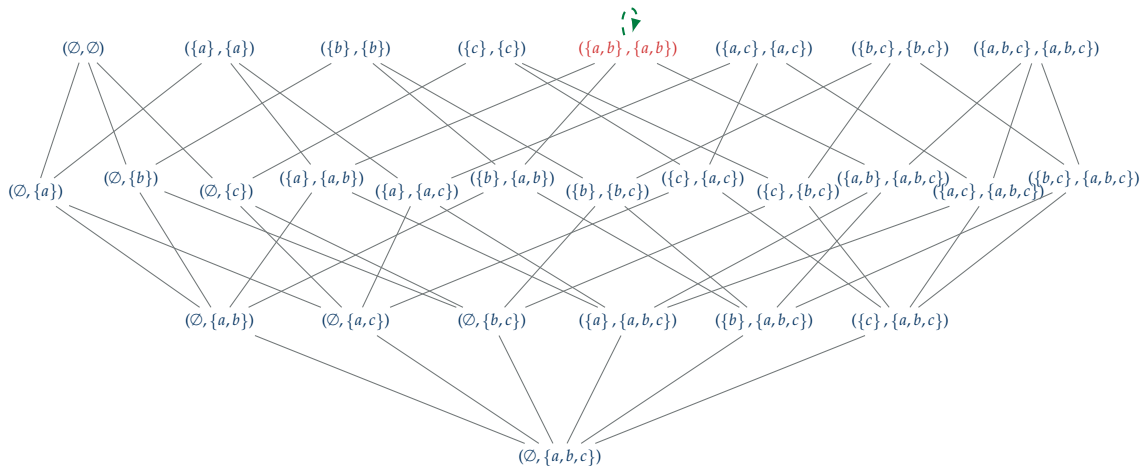 (∅,∅) ({a},{a}) ({b},{b}) ({c},{c}) ({a,b},{a,b}) ({a,c},{a,c}) ({b,c},{b,c}) ({a,b,c},{a,b,c})
(∅,{a}) (∅,{b}) (∅,{c}) ({a},{a,b}) ({a},{a,c}) ({b},{a,b}) ({b},{b,c}) ({c},{a,c}) ({c},{b,c}) ({a,b},{a,b,c}) ({a,c},{a,b,c}) ({b,c},{a,b,c})
(∅,{a,b}) (∅,{a,c}) (∅,{b,c}) ({a},{a,b,c}) ({b},{a,b,c}) ({c},{a,b,c})
(∅,{a,b,c})